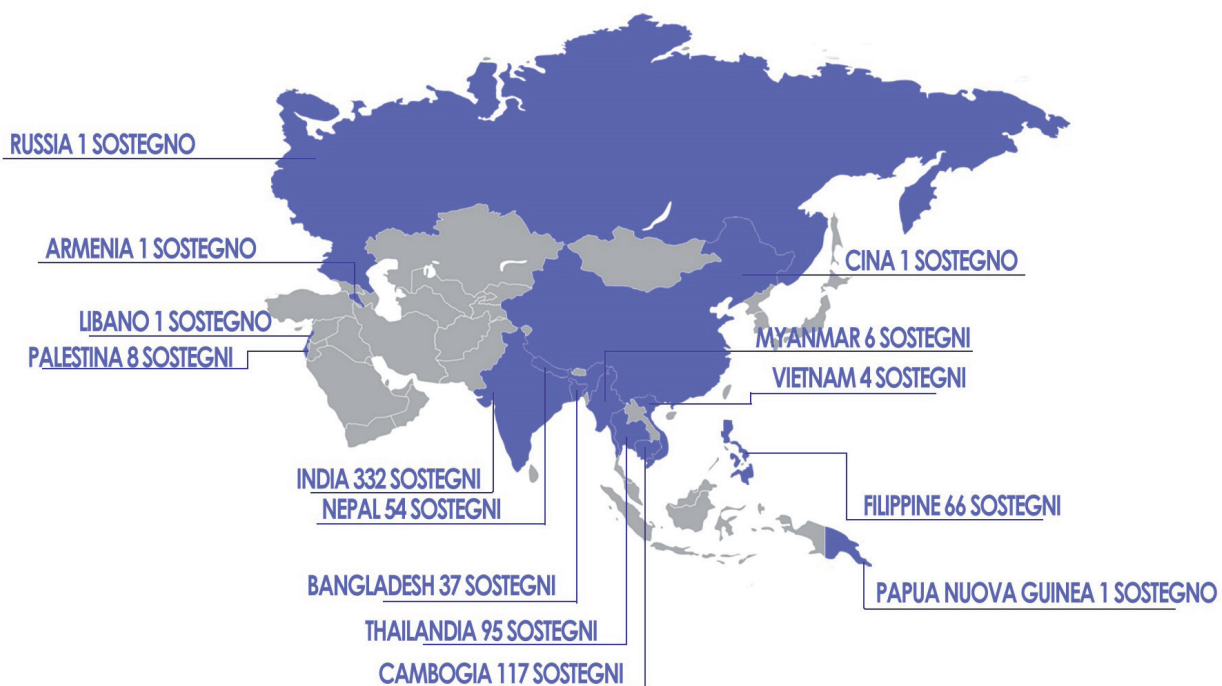 RUSSIA 1 SOSTEGNO
ARMENIA 1 SOSTEGNO
CINA 1 SOSTEGNO
LIBANO 1 SOSTEGNO
MYANMAR 6 SOSTEGNI
PALESTINA 8 SOSTEGNI
VIETNAM 4 SOSTEGNI
INDIA 332 SOSTEGNI
FILIPPINE 66 SOSTEGNI
NEPAL 54 SOSTEGNI
BANGLADESH 37 SOSTEGNI
PAPUA NUOVA GUINEA 1 SOSTEGNO
THAILANDIA 95 SOSTEGNI
CAMBOGIA 117 SOSTEGNI